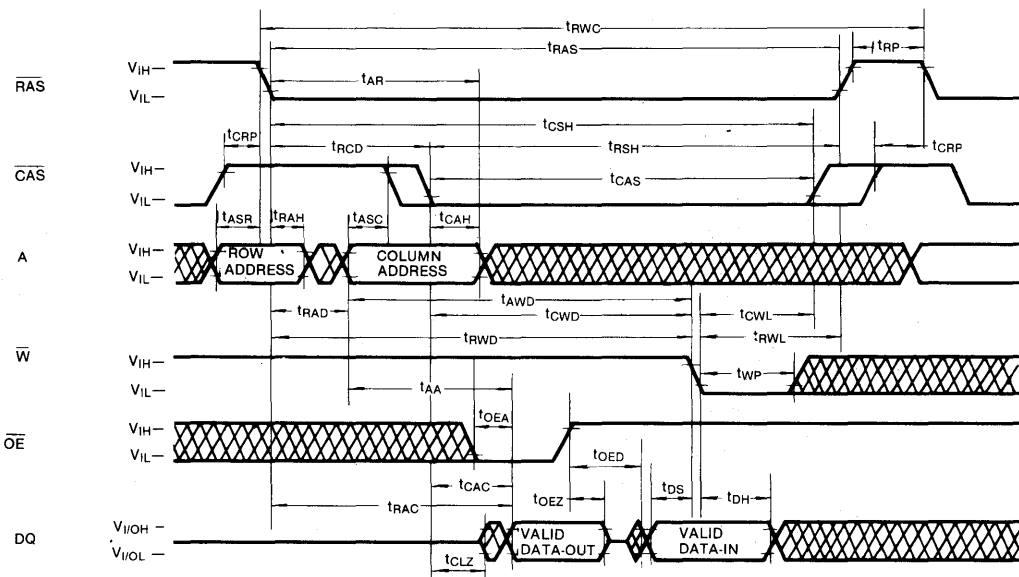 tRWC
tRAS
tRP
VIH
tAR
RAS
VIL
tCSH
tCRP
tRCD
tRSH
tCRP
VIH
CAS
tCAS
VIL
tASR
tRAH
tASC
tCAH
VIH
A
ROW ADDRESS
COLUMN ADDRESS
VIL
tAWD
tRAD
tCWD
tCWL
tRWD
tRWL
W
VIH
tWP
VIL
tAA
tOEA
VIH
OE
VIL
tOED
tCAC
tOEZ
tDS
tDH
tRAC
VI/OH
DQ
VALID DATA-OUT
VALID DATA-IN
VI/OL
tCLZ